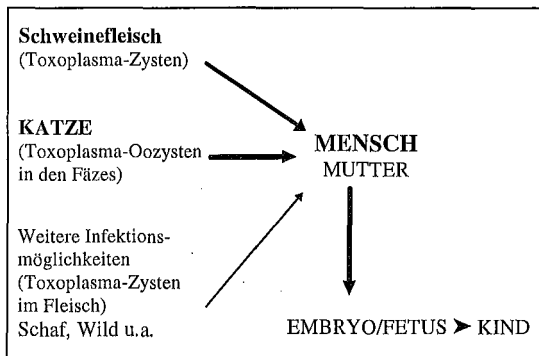 Schweinefleisch
(Toxoplasma-Zysten)
KATZE
(Toxoplasma-Oozysten
in den Fäzes)
MENSCH
MUTTER
Weitere Infektions-
möglichkeiten
(Toxoplasma-Zysten
im Fleisch)
Schaf, Wild u.a.
EMBRYO/FETUS ➤ KIND